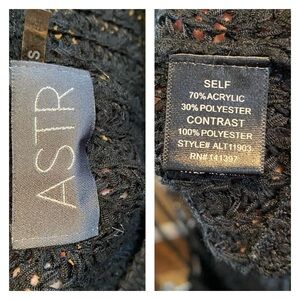 S
ASTR
SELF
70% ACRYLIC
30% POLYESTER
CONTRAST
100% POLYESTER
STYLE# ALT11903
RN# 141397